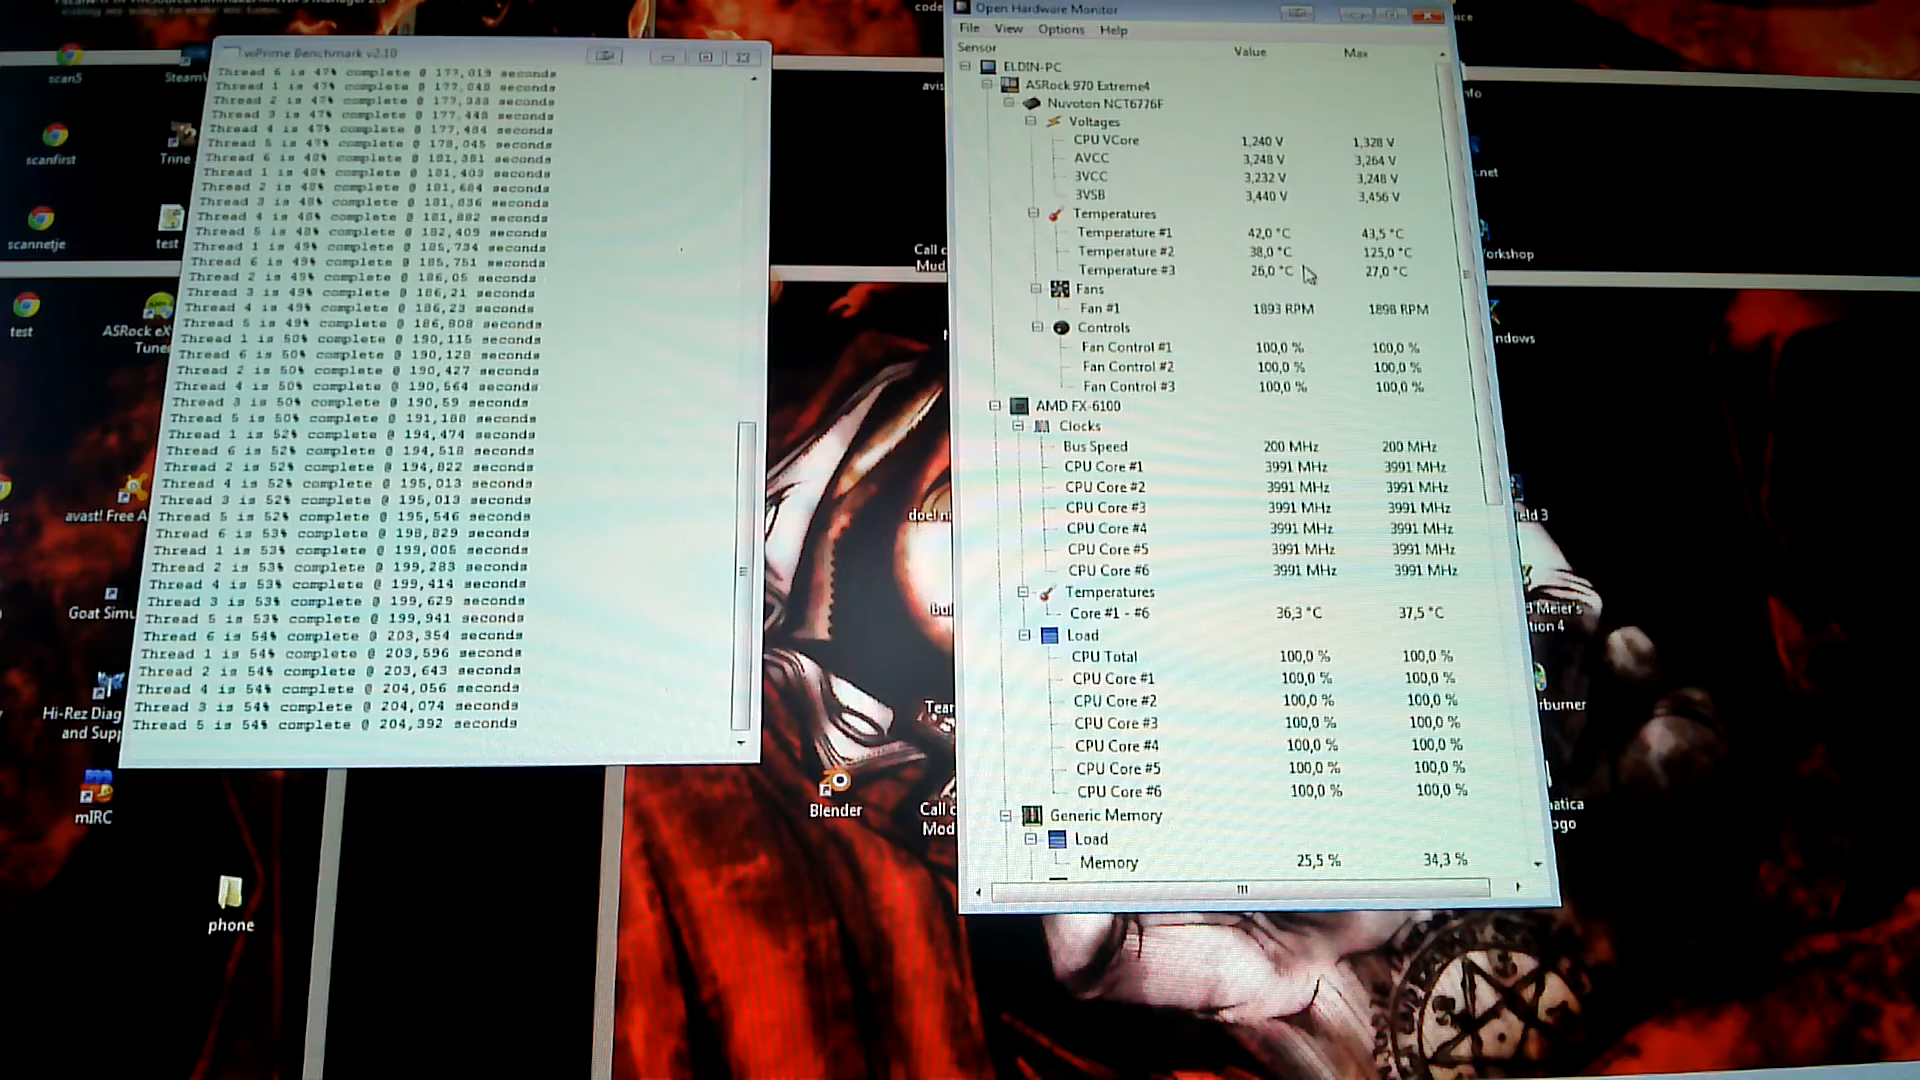 scan5
Steam
scanfirst
Trine
scannetje
test
test
ASRock eX
Tune
avast! Free A
Goat Simu
Hi-Rez Diag
and Supp
mIRC
phone
wPrime Benchmark v2.10
Thread 6 is 47% complete @ 177,019 seconds
Thread 1 is 47% complete @ 177,048 seconds
Thread 2 is 47% complete @ 177,388 seconds
Thread 3 is 47% complete @ 177,448 seconds
Thread 4 is 47% complete @ 177,484 seconds
Thread 5 is 47% complete @ 178,045 seconds
Thread 6 is 48% complete @ 181,381 seconds
Thread 1 is 48% complete @ 181,403 seconds
Thread 2 is 48% complete @ 181,684 seconds
Thread 3 is 48% complete @ 181,836 seconds
Thread 4 is 48% complete @ 181,882 seconds
Thread 5 is 48% complete @ 182,409 seconds
Thread 1 is 49% complete @ 185,734 seconds
Thread 6 is 49% complete @ 185,751 seconds
Thread 2 is 49% complete @ 186,05 seconds
Thread 3 is 49% complete @ 186,21 seconds
Thread 4 is 49% complete @ 186,23 seconds
Thread 5 is 49% complete @ 186,808 seconds
Thread 1 is 50% complete @ 190,115 seconds
Thread 6 is 50% complete @ 190,128 seconds
Thread 2 is 50% complete @ 190,427 seconds
Thread 4 is 50% complete @ 190,564 seconds
Thread 3 is 50% complete @ 190,59 seconds
Thread 5 is 50% complete @ 191,188 seconds
Thread 1 is 52% complete @ 194,474 seconds
Thread 6 is 52% complete @ 194,518 seconds
Thread 2 is 52% complete @ 194,822 seconds
Thread 4 is 52% complete @ 195,013 seconds
Thread 3 is 52% complete @ 195,013 seconds
Thread 5 is 52% complete @ 195,546 seconds
Thread 6 is 53% complete @ 198,829 seconds
Thread 1 is 53% complete @ 199,005 seconds
Thread 2 is 53% complete @ 199,283 seconds
Thread 4 is 53% complete @ 199,414 seconds
Thread 3 is 53% complete @ 199,629 seconds
Thread 5 is 53% complete @ 199,941 seconds
Thread 6 is 54% complete @ 203,354 seconds
Thread 1 is 54% complete @ 203,596 seconds
Thread 2 is 54% complete @ 203,643 seconds
Thread 4 is 54% complete @ 204,056 seconds
Thread 3 is 54% complete @ 204,074 seconds
Thread 5 is 54% complete @ 204,392 seconds
Blender
code
avis
Call c
Mod
doel ni
bul
Tear
Call c
Mod
Open Hardware Monitor
File View Options Help
Sensor Value Max
ELDIN-PC
ASRock 970 Extreme4
Nuvoton NCT6776F
Voltages
CPU VCore 1,240 V 1,328 V
AVCC 3,248 V 3,264 V
3VCC 3,232 V 3,248 V
3VSB 3,440 V 3,456 V
Temperatures
Temperature #1 42,0 °C 43,5 °C
Temperature #2 38,0 °C 125,0 °C
Temperature #3 26,0 °C 27,0 °C
Fans
Fan #1 1893 RPM 1898 RPM
Controls
Fan Control #1 100,0 % 100,0 %
Fan Control #2 100,0 % 100,0 %
Fan Control #3 100,0 % 100,0 %
AMD FX-6100
Clocks
Bus Speed 200 MHz 200 MHz
CPU Core #1 3991 MHz 3991 MHz
CPU Core #2 3991 MHz 3991 MHz
CPU Core #3 3991 MHz 3991 MHz
CPU Core #4 3991 MHz 3991 MHz
CPU Core #5 3991 MHz 3991 MHz
CPU Core #6 3991 MHz 3991 MHz
Temperatures
Core #1 - #6 36,3 °C 37,5 °C
Load
CPU Total 100,0 % 100,0 %
CPU Core #1 100,0 % 100,0 %
CPU Core #2 100,0 % 100,0 %
CPU Core #3 100,0 % 100,0 %
CPU Core #4 100,0 % 100,0 %
CPU Core #5 100,0 % 100,0 %
CPU Core #6 100,0 % 100,0 %
Generic Memory
Load
Memory 25,5 % 34,3 %
.net
orkshop
ndows
eld 3
Meier's
tion 4
rburner
atica
ogo